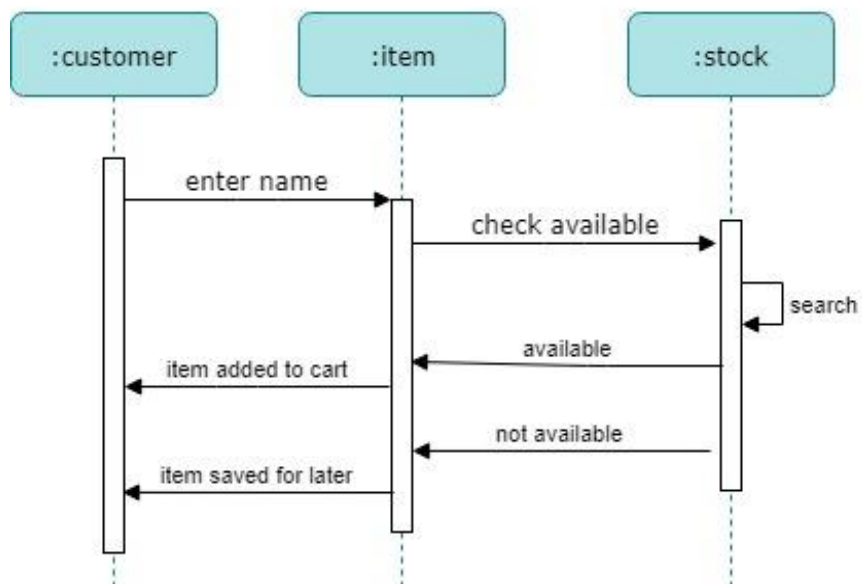 :customer
:item
:stock
enter name
check available
search
available
item added to cart
not available
item saved for later